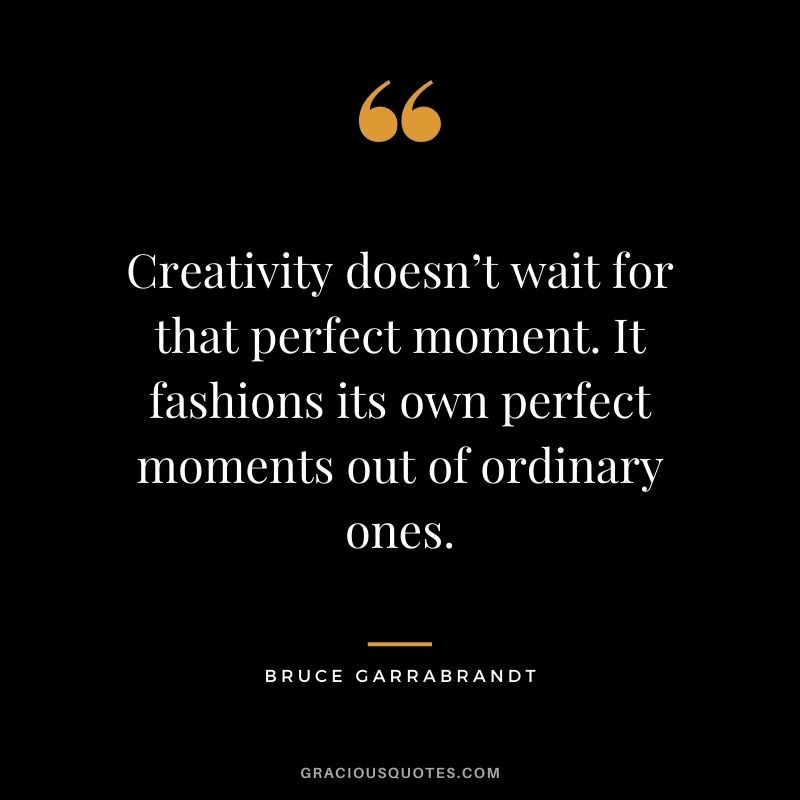 “
Creativity doesn’t wait for
that perfect moment. It
fashions its own perfect
moments out of ordinary
ones.
BRUCE GARRABRANDT
GRACIOUSQUOTES.COM